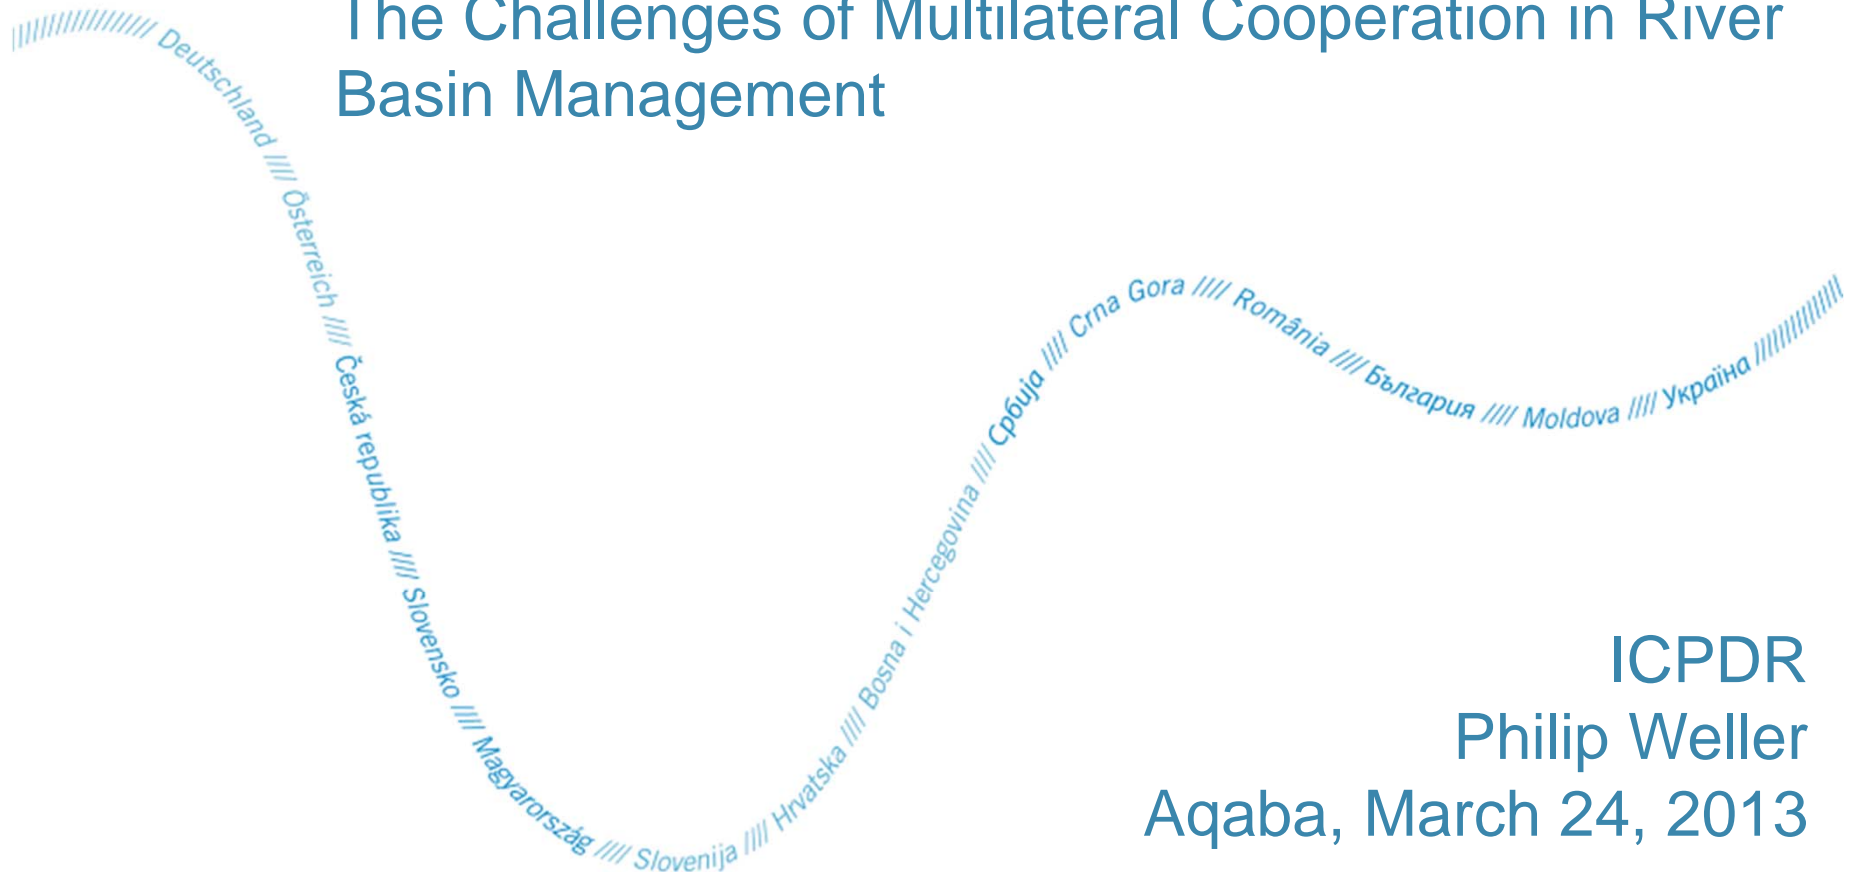 The Challenges of Multilateral Cooperation in River
Basin Management
//////////////// Deutschland //// Österreich //// Česká republika //// Slovensko //// Magyarország //// Slovenija //// Hrvatska //// Bosna i Hercegovina //// Србија //// Crna Gora //// România //// България //// Moldova //// Україна ////////////////
ICPDR
Philip Weller
Aqaba, March 24, 2013